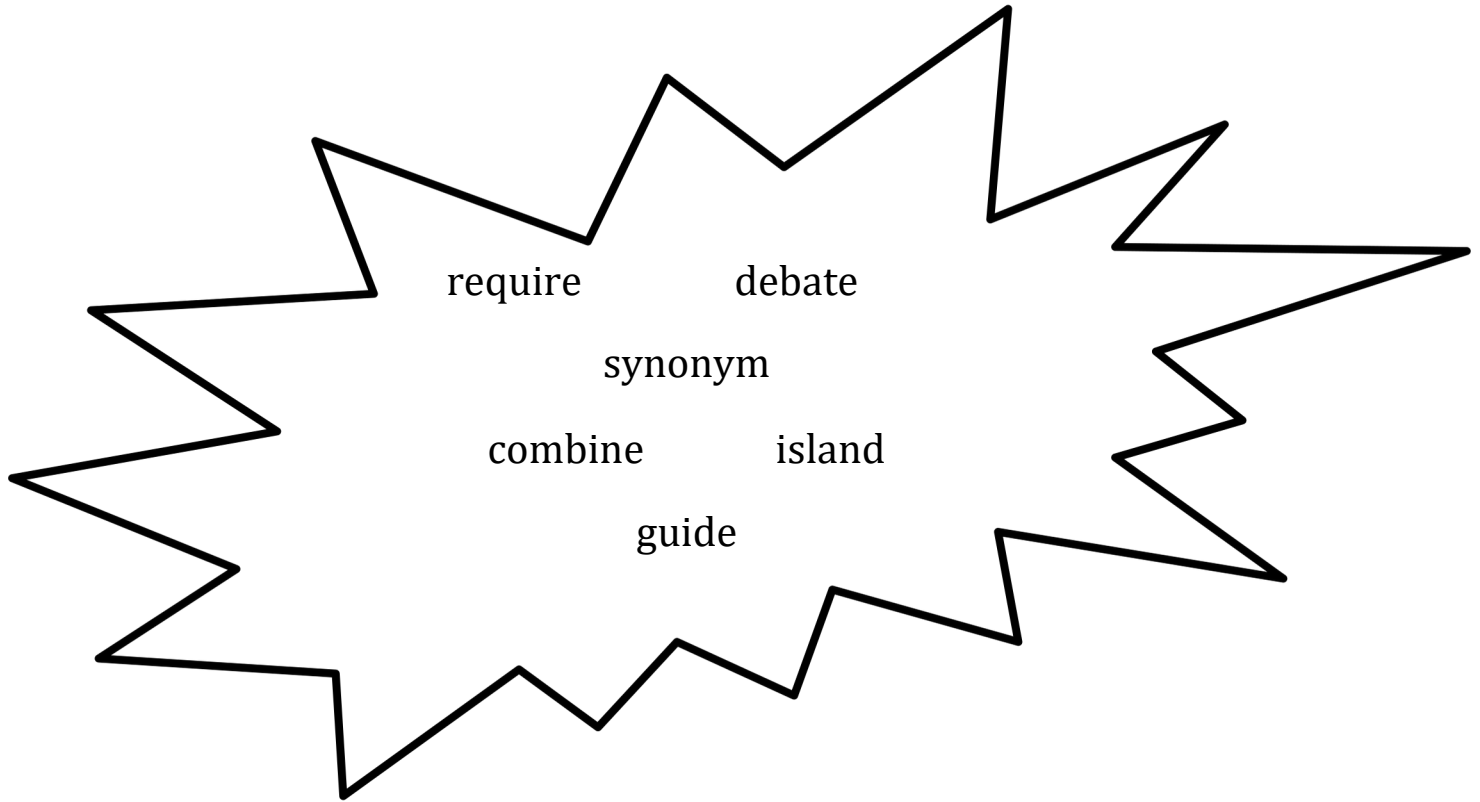 require debate
synonym
combine island
guide